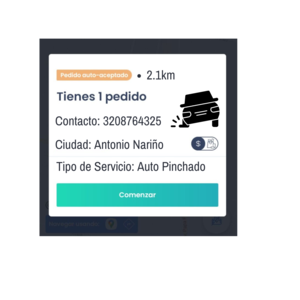 Pedido auto-aceptado • 2.1km
Tienes 1 pedido
Contacto: 3208764325
Ciudad: Antonio Nariño
$
Tipo de Servicio: Auto Pinchado
Comenzar